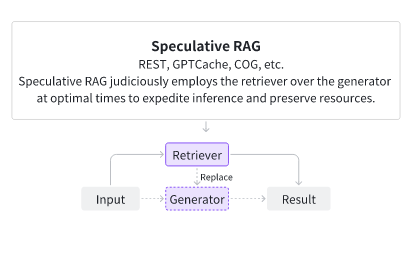 Speculative RAG
REST, GPTCache, COG, etc.
Speculative RAG judiciously employs the retriever over the generator
at optimal times to expedite inference and preserve resources.
Retriever
Replace
Input
Generator
Result